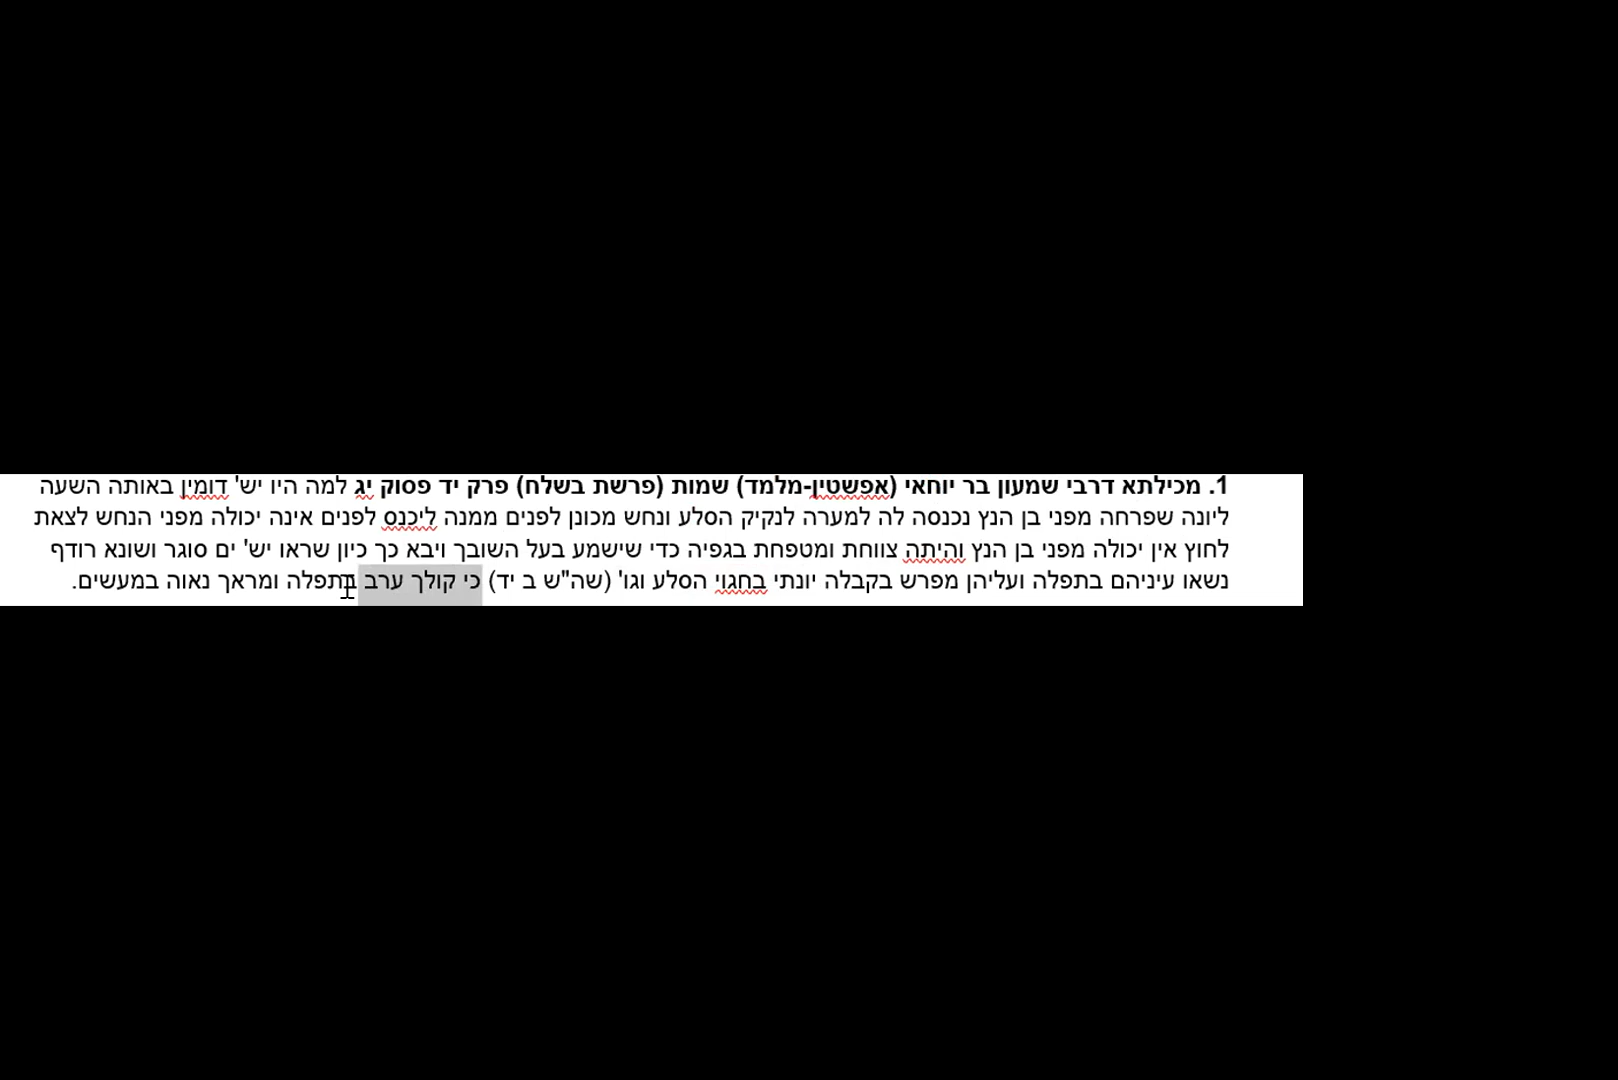 1. מכילתא דרבי שמעון בר יוחאי (אפשטין-מלמד) שמות (פרשת בשלח) פרק יד פסוק יג למה היו יש' דומין באותה השעה
ליונה שפרחה מפני בן הנץ נכנסה לה למערה לנקיק הסלע ונחש מכונן לפנים ממנה ליכנס לפנים אינה יכולה מפני הנחש לצאת
לחוץ אין יכולה מפני בן הנץ והיתה צווחת ומטפחת בגפיה כדי שישמע בעל השובך ויבא כך כיון שראו יש' ים סוגר ושונא רודף
נשאו עיניהם בתפלה ועליהן מפרש בקבלה יונתי בחגוי הסלע וגו' (שה"ש ב יד) כי קולך ערב בתפלה ומראך נאוה במעשים.